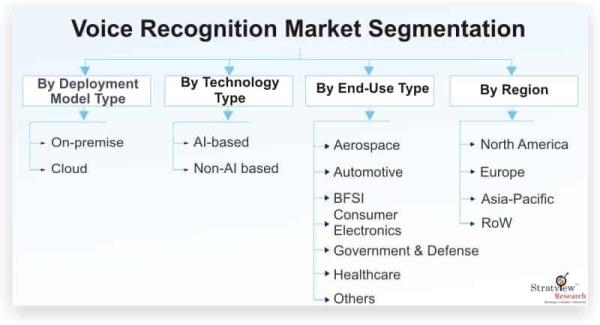 Voice Recognition Market Segmentation
By Deployment
Model Type
On-premise
Cloud
By Technology
Type
AI-based
Non-AI based
By End-Use Type
Aerospace
Automotive
BFSI
Consumer
Electronics
Government & Defense
Healthcare
Others
By Region
North America
Europe
Asia-Pacific
RoW
Stratview
Research